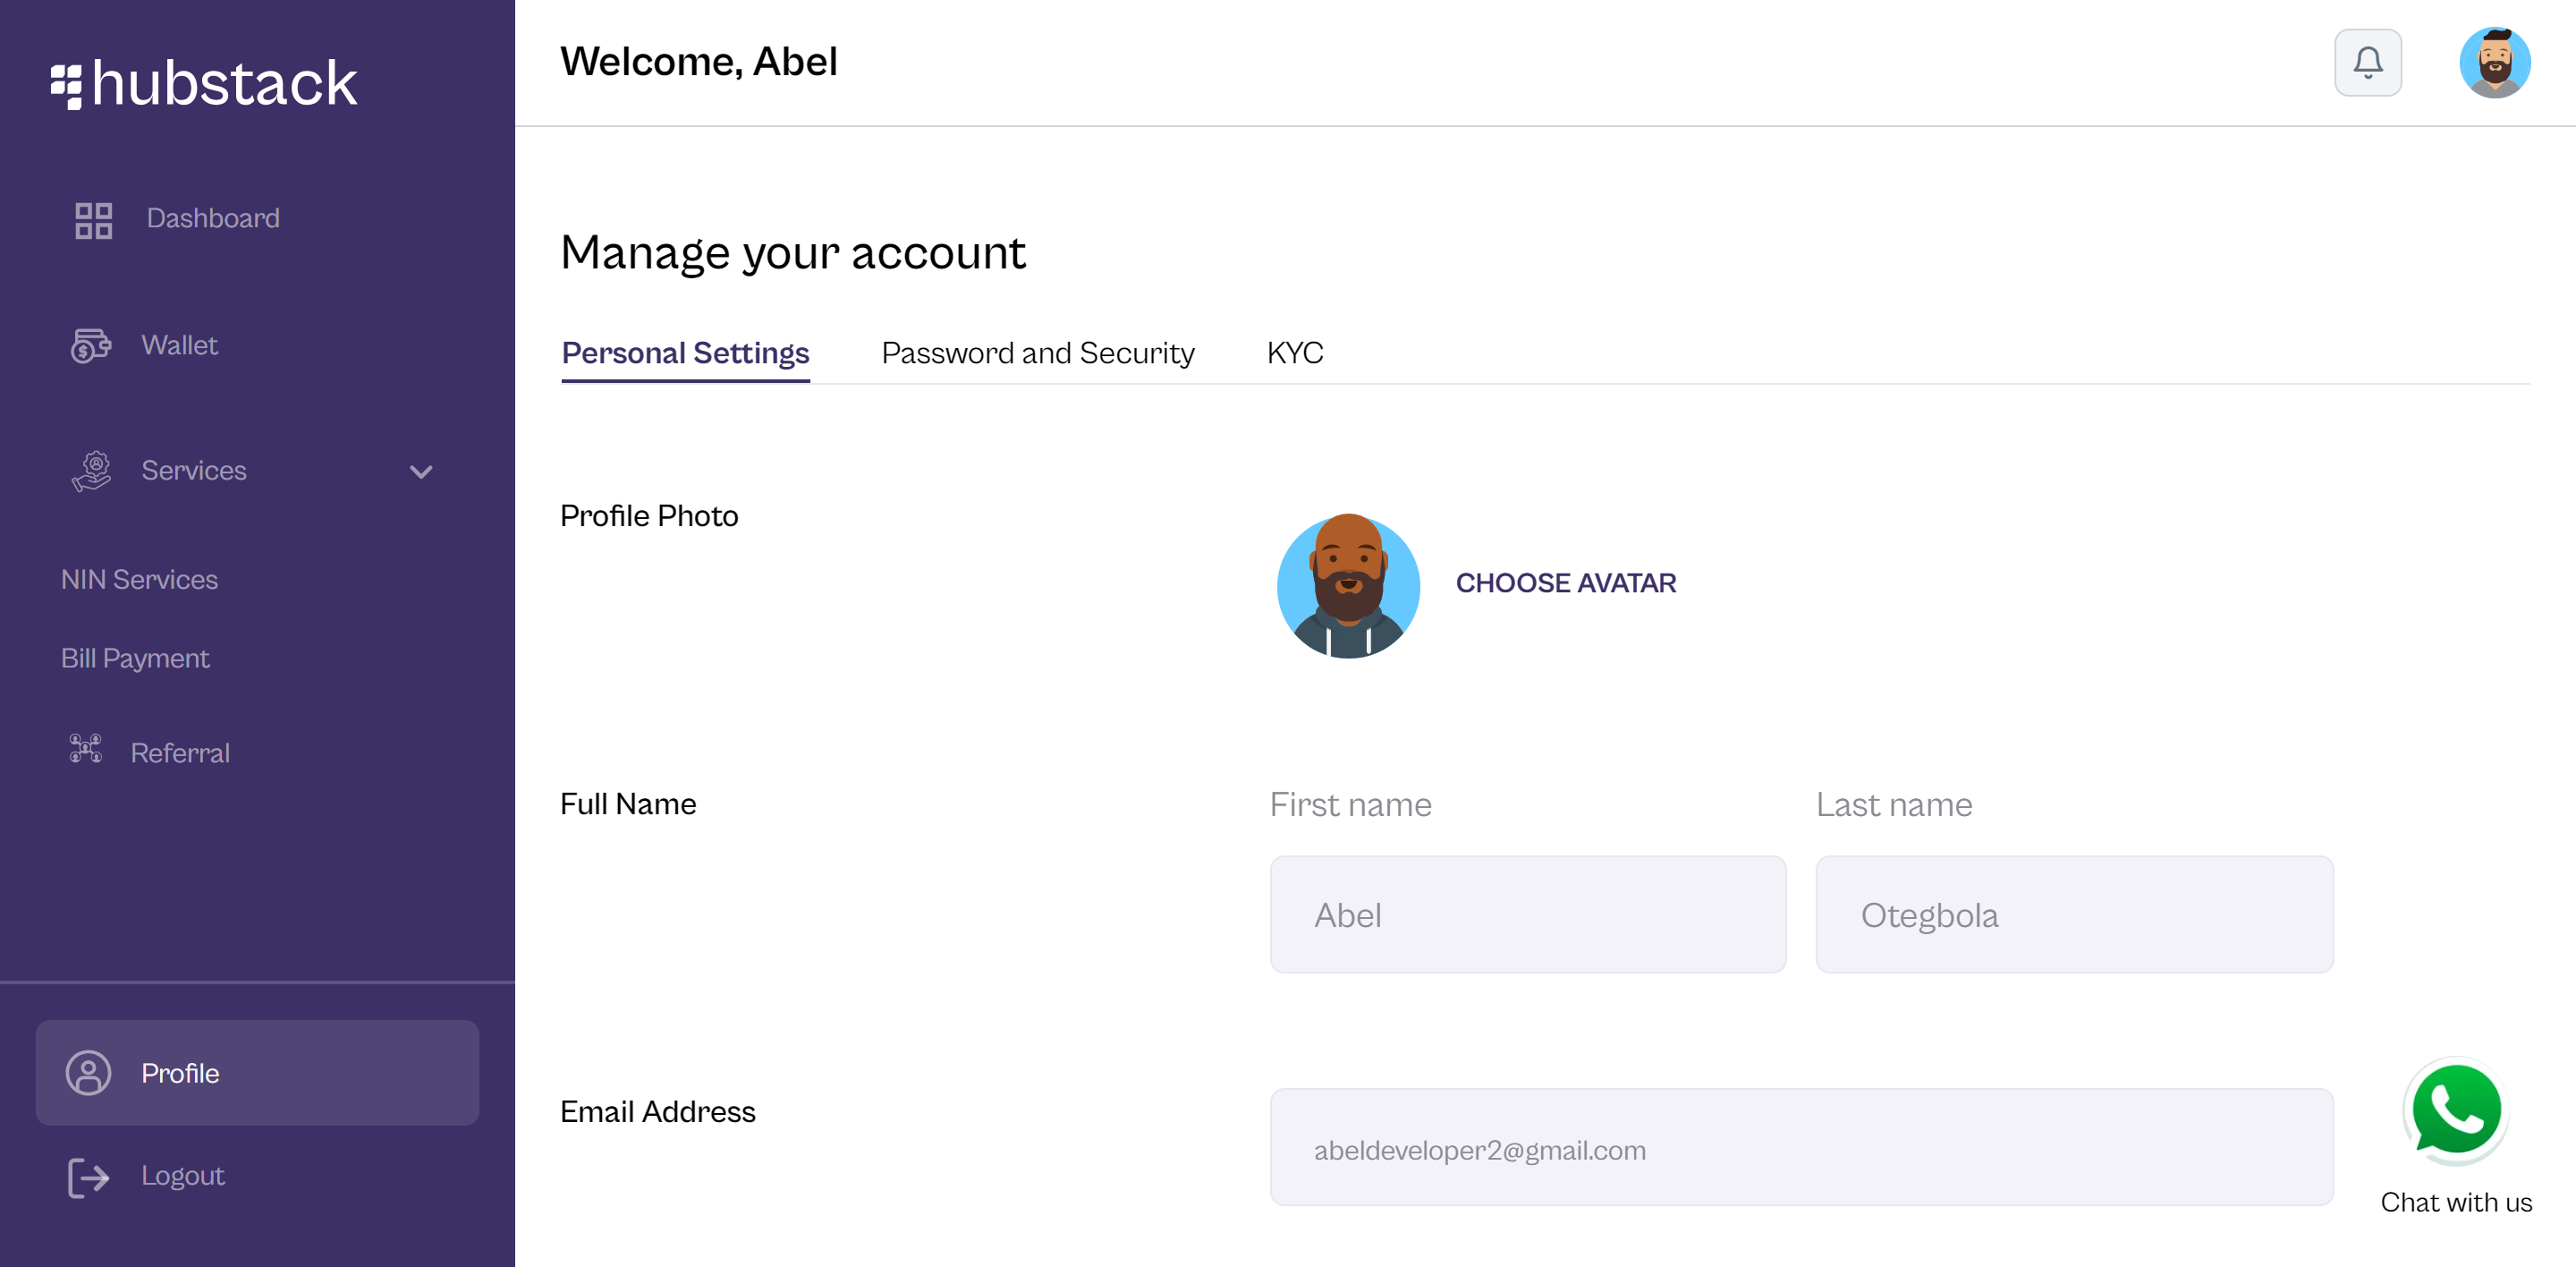 hubstack
Dashboard
Wallet
Services
NIN Services
Bill Payment
Referral
Profile
Logout
Welcome, Abel
Manage your account
Personal Settings
Password and Security
KYC
Profile Photo
CHOOSE AVATAR
Full Name
First name
Last name
Abel
Otegbola
Email Address
abeldeveloper2@gmail.com
Chat with us